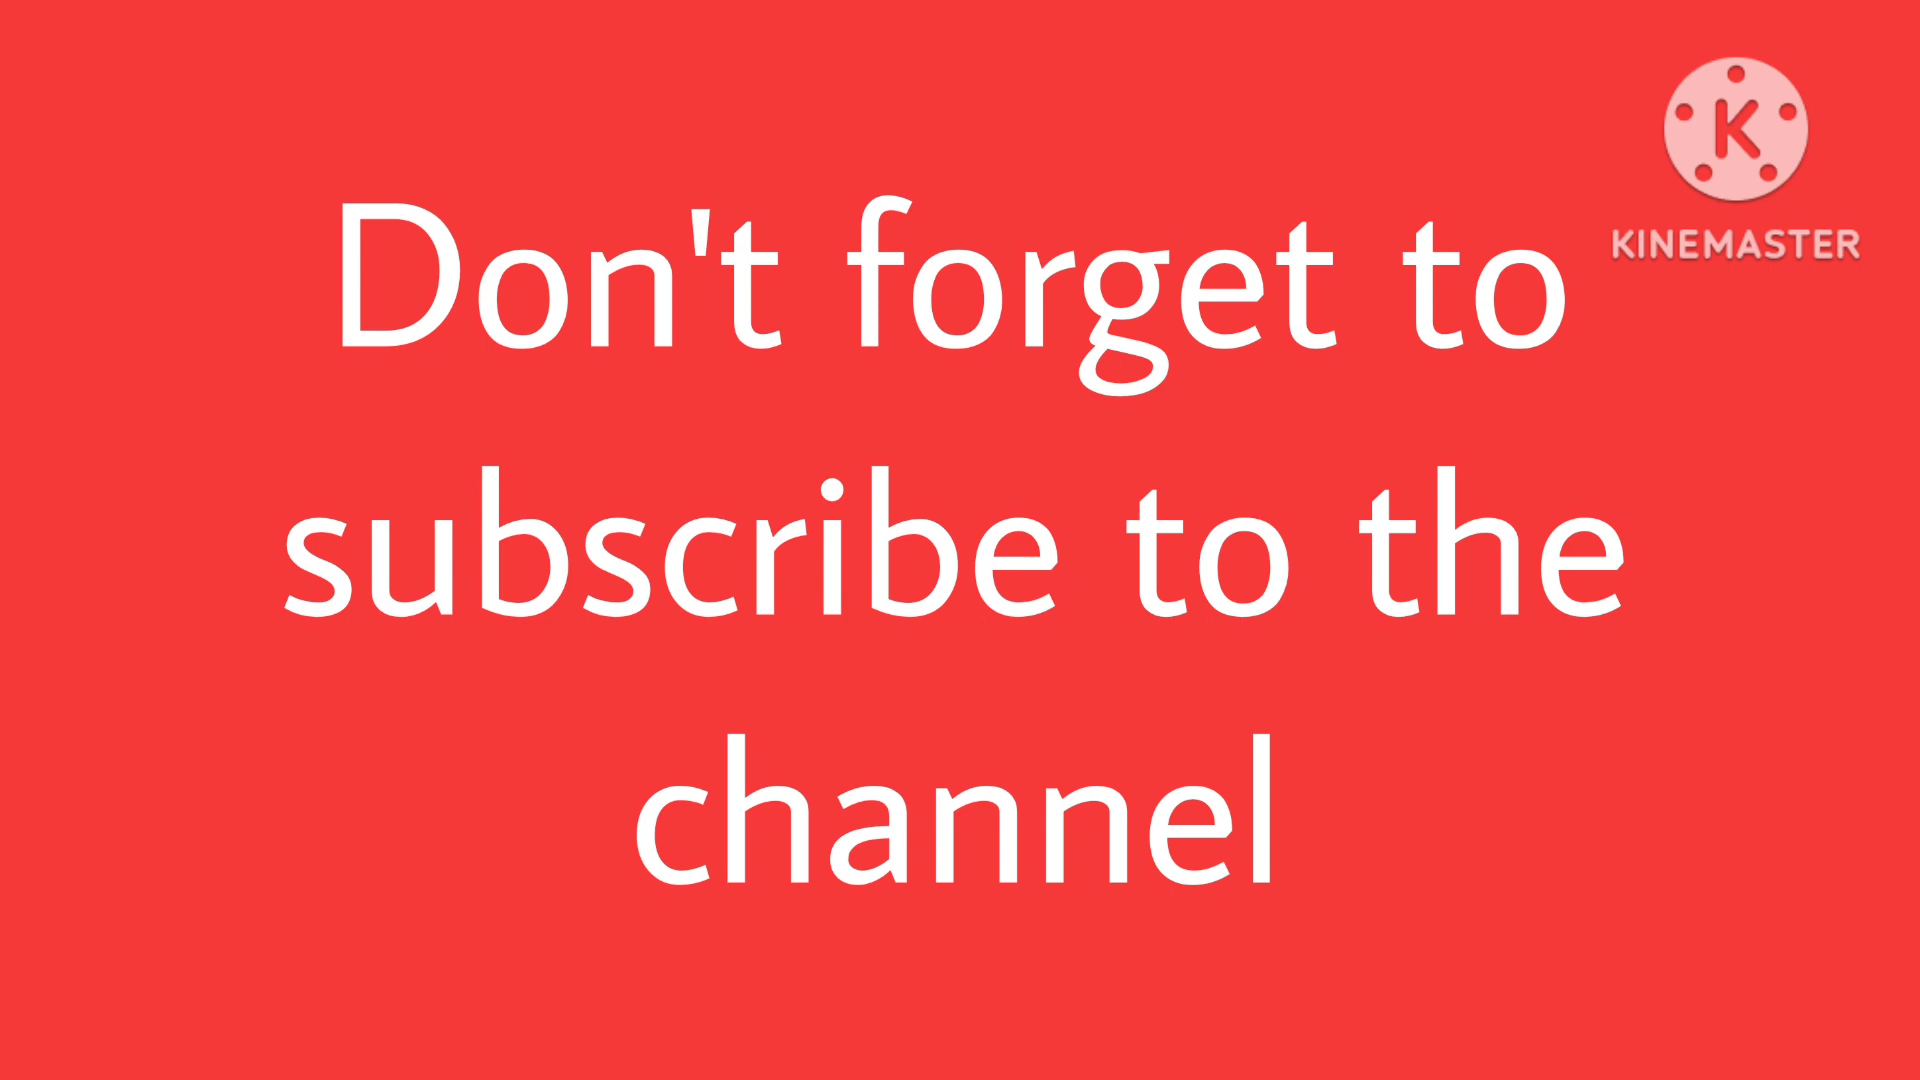 K
KINEMASTER
Don't forget to
subscribe to the
channel